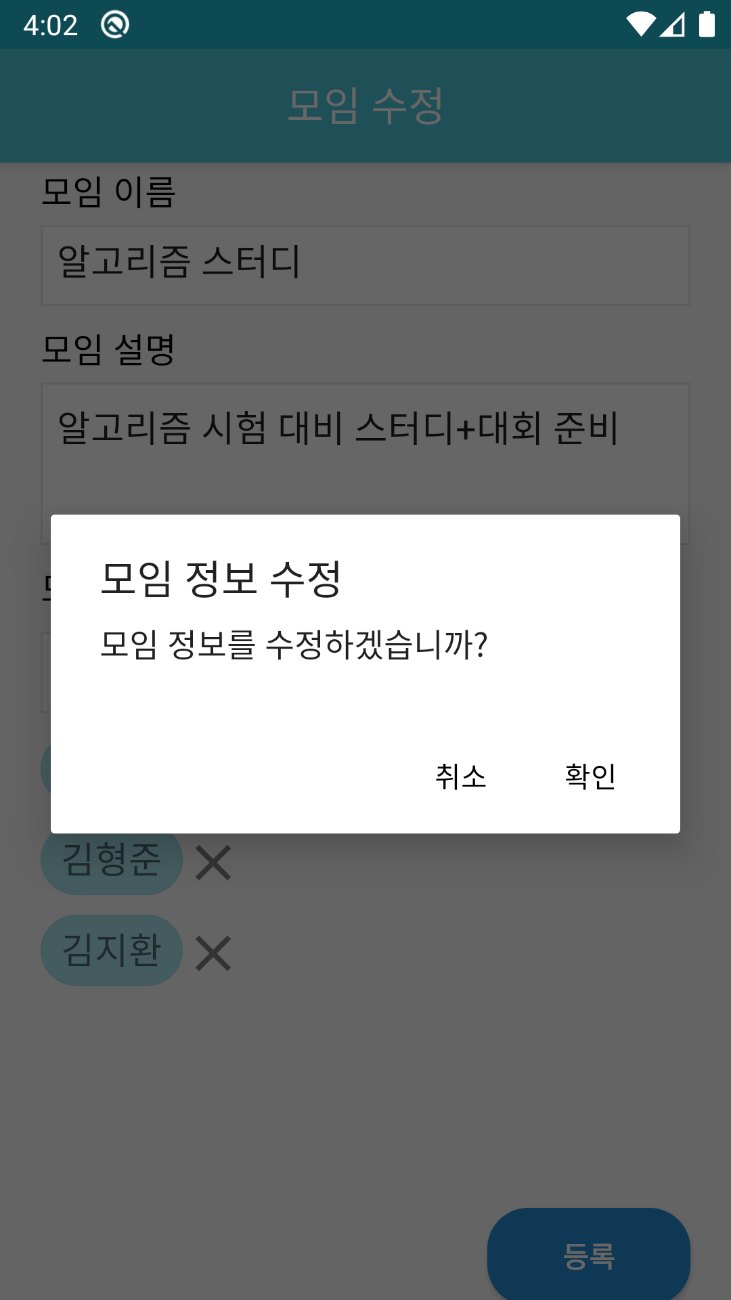 4:02
모임 수정
모임 이름
알고리즘 스터디
모임 설명
알고리즘 시험 대비 스터디+대회 준비
모임 정보 수정
모임 정보를 수정하겠습니까?
취소 확인
김형준
김지환
등록